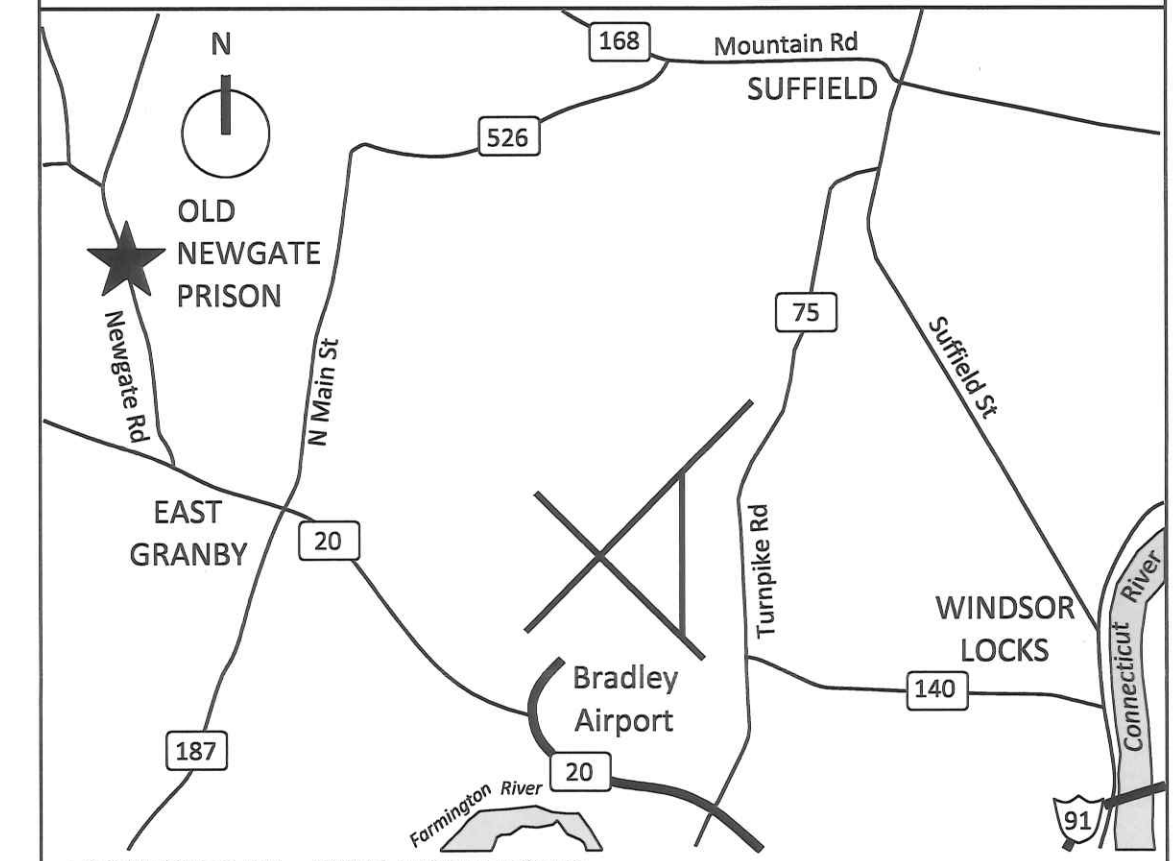 168
Mountain Rd
SUFFIELD
N
526
OLD
NEWGATE
PRISON
75
Newgate Rd
N Main St
Suffield St
EAST
GRANBY
20
Turnpike Rd
Connecticut River
WINDSOR
LOCKS
Bradley
Airport
140
187
20
Farmington River
91